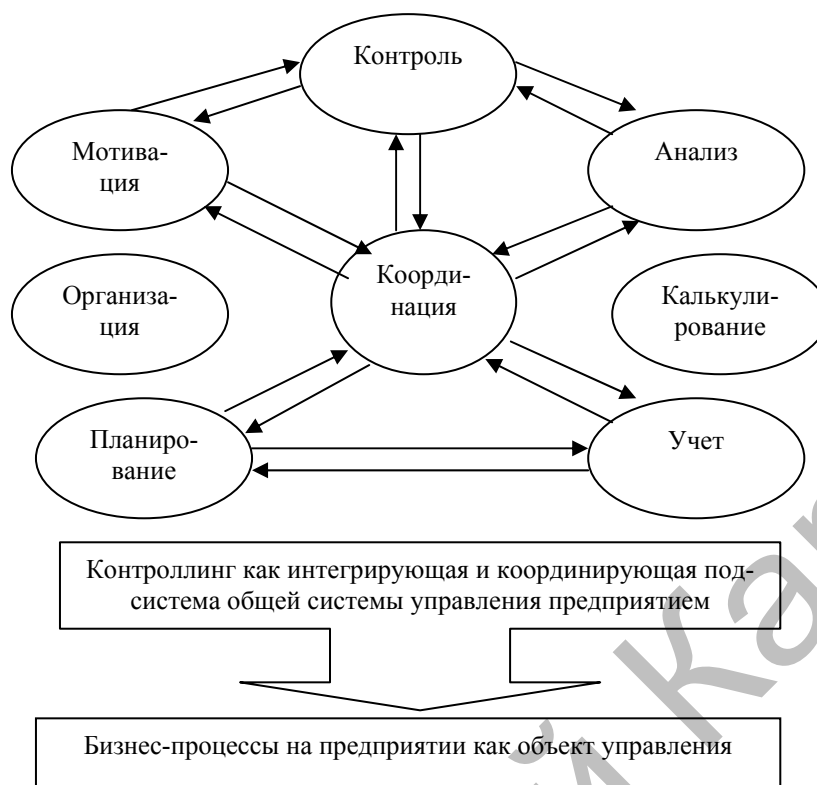 Контроль
Мотива-
ция
Анализ
Коорди-
нация
Организа-
ция
Калькули-
рование
Планиро-
вание
Учет
Контроллинг как интегрирующая и координирующая под-
система общей системы управления предприятием
Бизнес-процессы на предприятии как объект управления